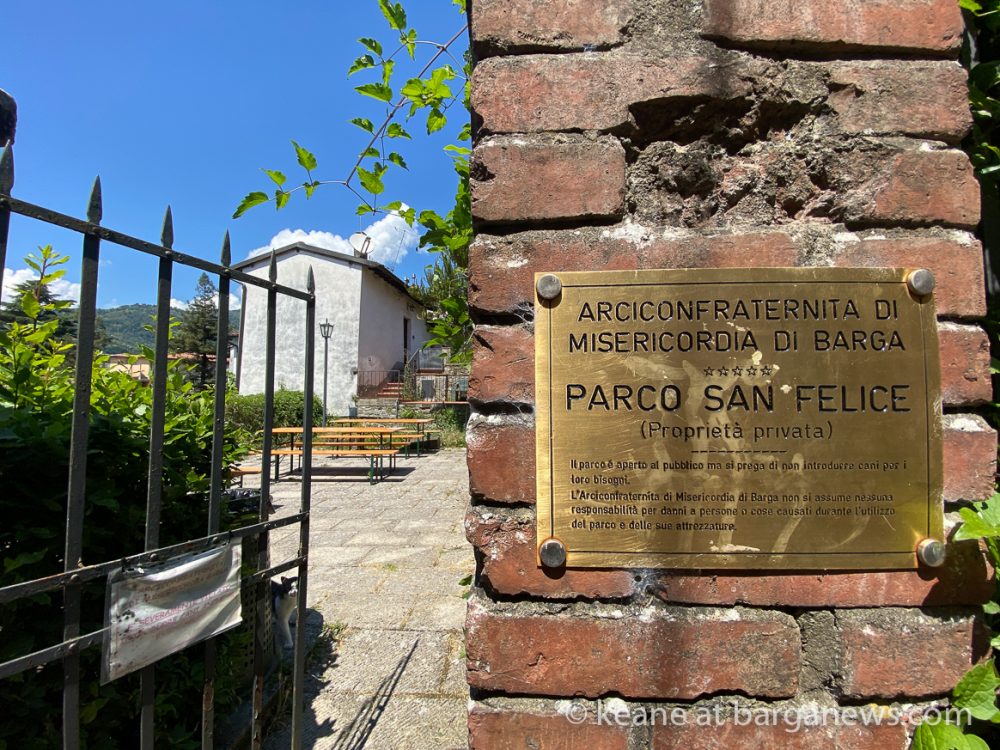 ARCICONFRATERNITA DI
MISERICORDIA DI BARGA
☆☆☆☆☆
PARCO SAN FELICE
(Proprietà privata)
Il parco è aperto al pubblico ma si prega di non introdurre cani per i
loro bisogni.
L'Arciconfraternita di Misericordia di Barga non si assume nessuna
responsabilità per danni a persone o cose causati durante l'utilizzo
del parco e delle sue attrezzature.
SEVERAMENTE
© keane at barganews.com